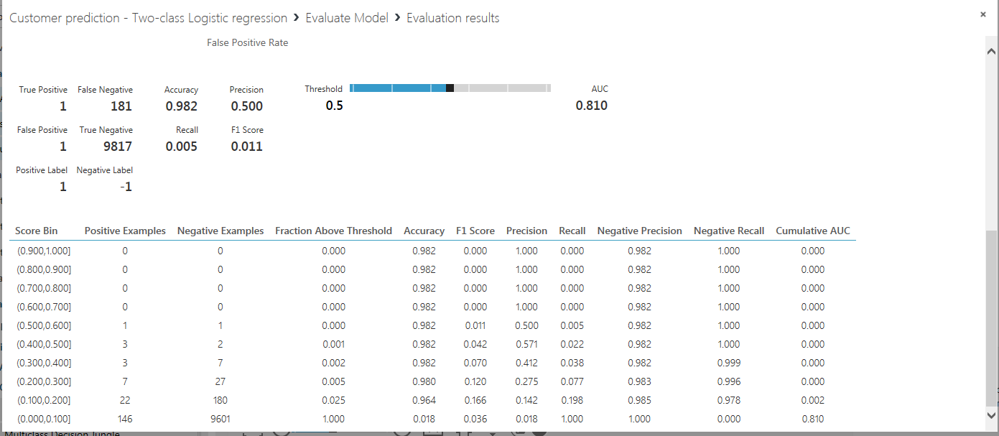 Customer prediction - Two-class Logistic regression › Evaluate Model › Evaluation results
False Positive Rate
True Positive False Negative Accuracy Precision Threshold AUC
1 181 0.982 0.500 0.5 0.810
False Positive True Negative Recall F1 Score
1 9817 0.005 0.011
Positive Label Negative Label
1 -1
Score Bin Positive Examples Negative Examples Fraction Above Threshold Accuracy F1 Score Precision Recall Negative Precision Negative Recall Cumulative AUC
(0.900,1.000] 0 0 0.000 0.982 0.000 1.000 0.000 0.982 1.000 0.000
(0.800,0.900] 0 0 0.000 0.982 0.000 1.000 0.000 0.982 1.000 0.000
(0.700,0.800] 0 0 0.000 0.982 0.000 1.000 0.000 0.982 1.000 0.000
(0.600,0.700] 0 0 0.000 0.982 0.000 1.000 0.000 0.982 1.000 0.000
(0.500,0.600] 1 1 0.000 0.982 0.011 0.500 0.005 0.982 1.000 0.000
(0.400,0.500] 3 2 0.001 0.982 0.042 0.571 0.022 0.982 1.000 0.000
(0.300,0.400] 3 7 0.002 0.982 0.070 0.412 0.038 0.982 0.999 0.000
(0.200,0.300] 7 27 0.005 0.980 0.120 0.275 0.077 0.983 0.996 0.000
(0.100,0.200] 22 180 0.025 0.964 0.166 0.142 0.198 0.985 0.978 0.002
(0.000,0.100] 146 9601 1.000 0.018 0.036 0.018 1.000 1.000 0.000 0.810
Multiclass Decision Jungle